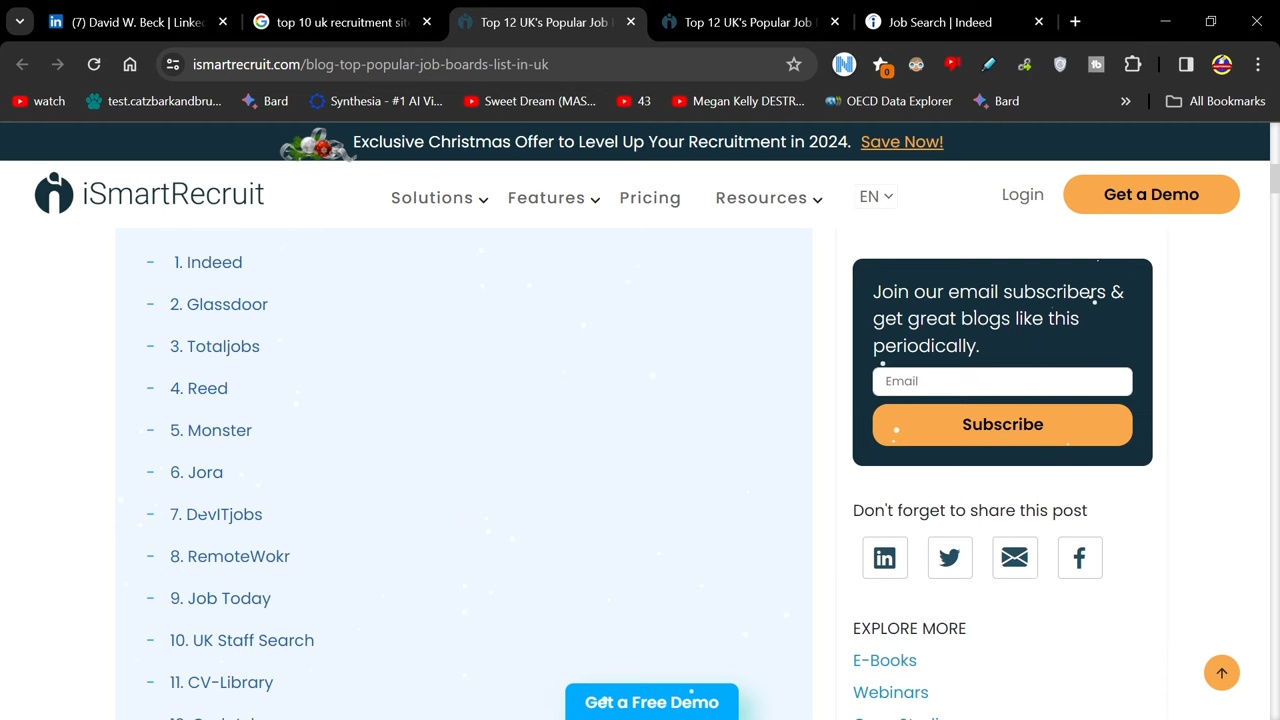 (7) David W. Beck | Linke
top 10 uk recruitment sit
Top 12 UK's Popular Job
Top 12 UK's Popular Job
Job Search | Indeed
ismartrecruit.com/blog-top-popular-job-boards-list-in-uk
0
watch
test.catzbarkandbru...
Bard
Synthesia - #1 AI Vi...
Sweet Dream (MAS...
43
Megan Kelly DESTR...
OECD Data Explorer
Bard
All Bookmarks
Exclusive Christmas Offer to Level Up Your Recruitment in 2024. Save Now!
iSmartRecruit
Solutions
Features
Pricing
Resources
EN
Login
Get a Demo
- 1. Indeed
- 2. Glassdoor
- 3. Totaljobs
- 4. Reed
- 5. Monster
- 6. Jora
- 7. DevITjobs
- 8. RemoteWokr
- 9. Job Today
- 10. UK Staff Search
- 11. CV-Library
Get a Free Demo
Join our email subscribers &
get great blogs like this
periodically.
Email
Subscribe
Don't forget to share this post
EXPLORE MORE
E-Books
Webinars